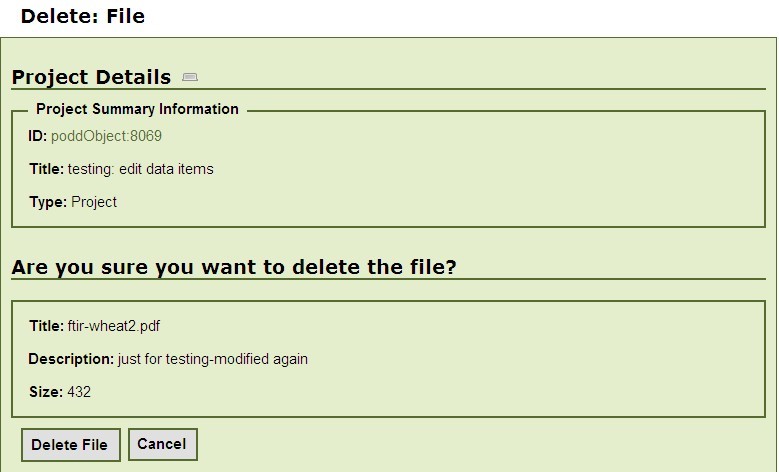 Delete: File
Project Details
Project Summary Information
ID: poddObject:8069
Title: testing: edit data items
Type: Project
Are you sure you want to delete the file?
Title: ftir-wheat2.pdf
Description: just for testing-modified again
Size: 432
Delete File Cancel